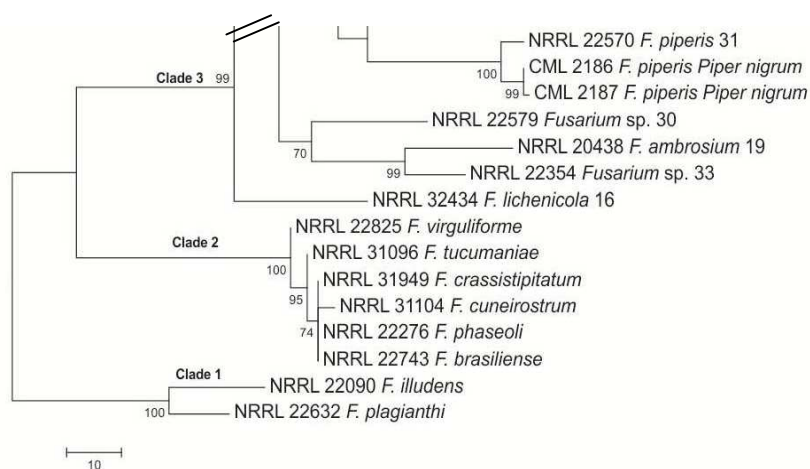 NRRL 22570 F. piperis 31
100
CML 2186 F. piperis Piper nigrum
Clade 3
99
99
CML 2187 F. piperis Piper nigrum
NRRL 22579 Fusarium sp. 30
70
NRRL 20438 F. ambrosium 19
99
NRRL 22354 Fusarium sp. 33
NRRL 32434 F. lichenicola 16
NRRL 22825 F. virguliforme
Clade 2
NRRL 31096 F. tucumaniae
100
NRRL 31949 F. crassistipitatum
95
NRRL 31104 F. cuneirostrum
74
NRRL 22276 F. phaseoli
NRRL 22743 F. brasiliense
Clade 1
NRRL 22090 F. illudens
100
NRRL 22632 F. plagianthi
10